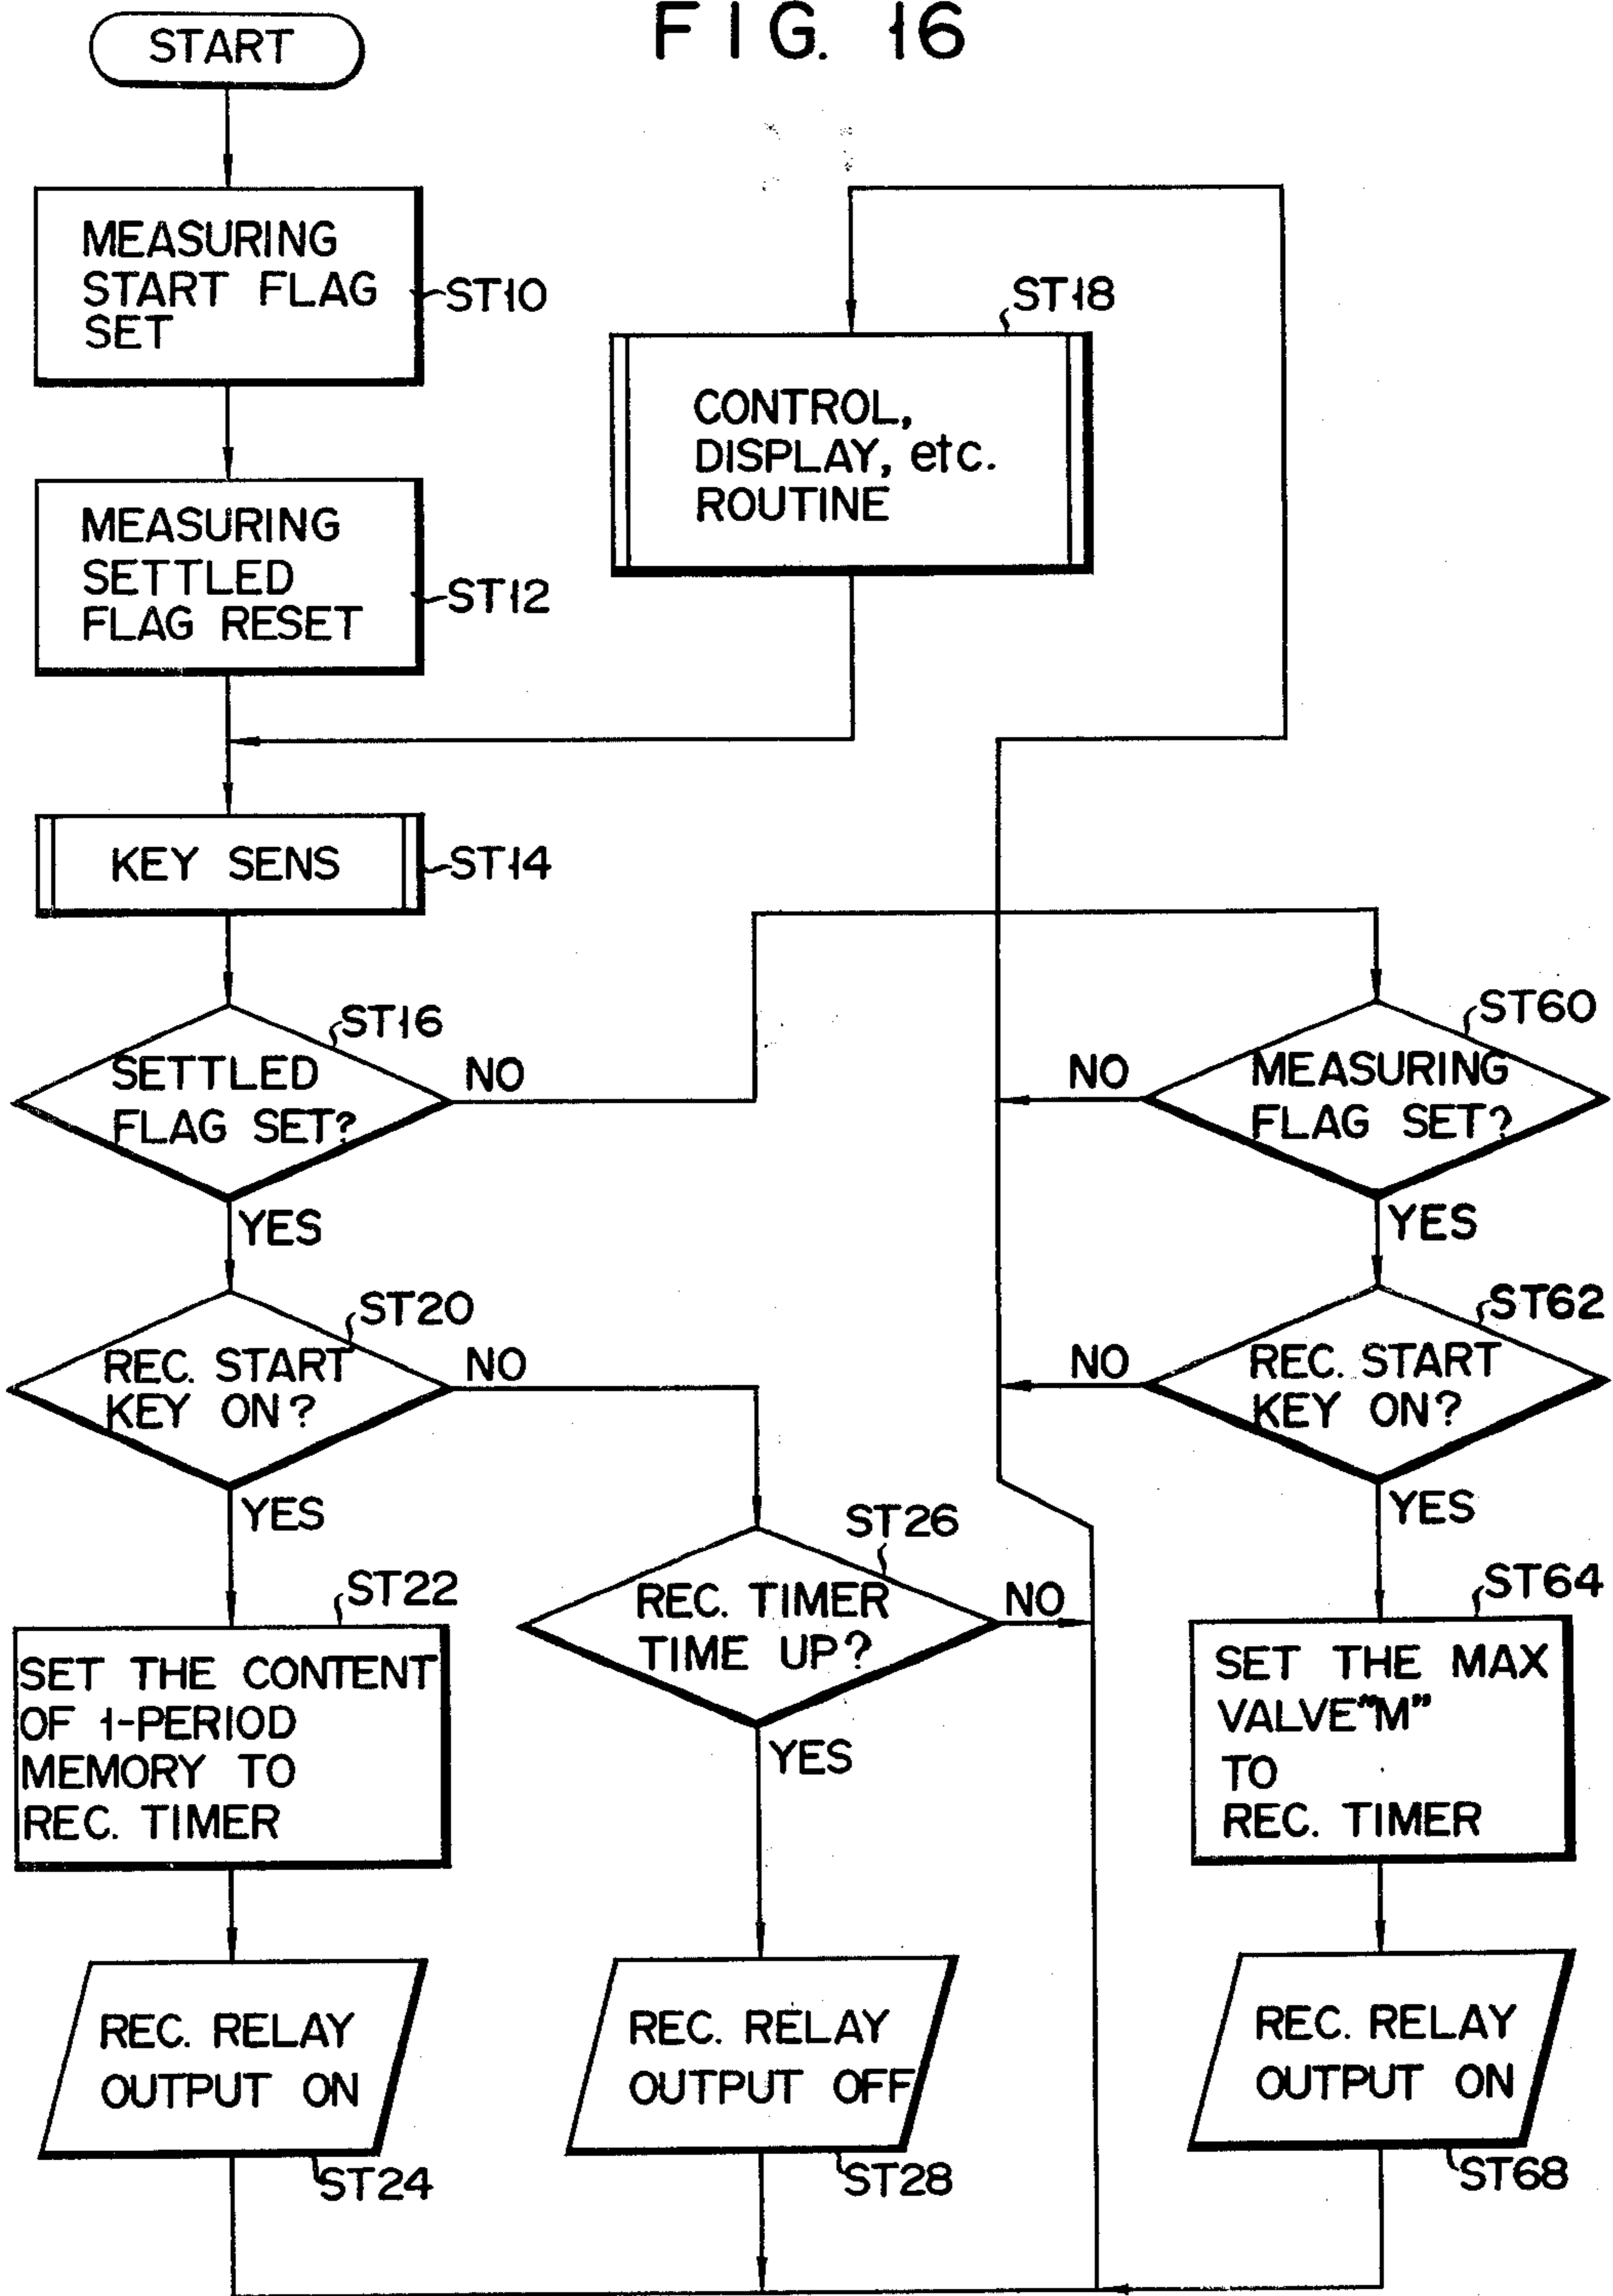 FIG. 16
START
MEASURING
START FLAG
SET
ST10
MEASURING
SETTLED
FLAG RESET
ST12
ST18
CONTROL,
DISPLAY, etc.
ROUTINE
KEY SENS
ST14
ST16
SETTLED
FLAG SET?
NO
YES
ST60
MEASURING
FLAG SET?
NO
YES
ST20
REC. START
KEY ON?
NO
YES
ST62
REC. START
KEY ON?
NO
YES
ST22
SET THE CONTENT
OF 1-PERIOD
MEMORY TO
REC. TIMER
ST26
REC. TIMER
TIME UP?
NO
YES
ST64
SET THE MAX
VALVE"M"
TO
REC. TIMER
REC. RELAY
OUTPUT ON
ST24
REC. RELAY
OUTPUT OFF
ST28
REC. RELAY
OUTPUT ON
ST68